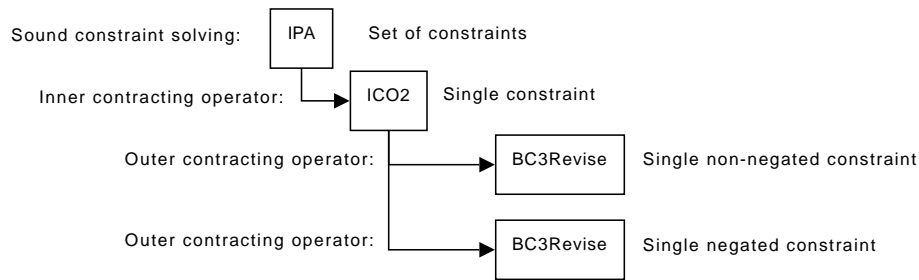 Sound constraint solving: IPA Set of constraints
Inner contracting operator: ICO2 Single constraint
Outer contracting operator: BC3Revise Single non-negated constraint
Outer contracting operator: BC3Revise Single negated constraint